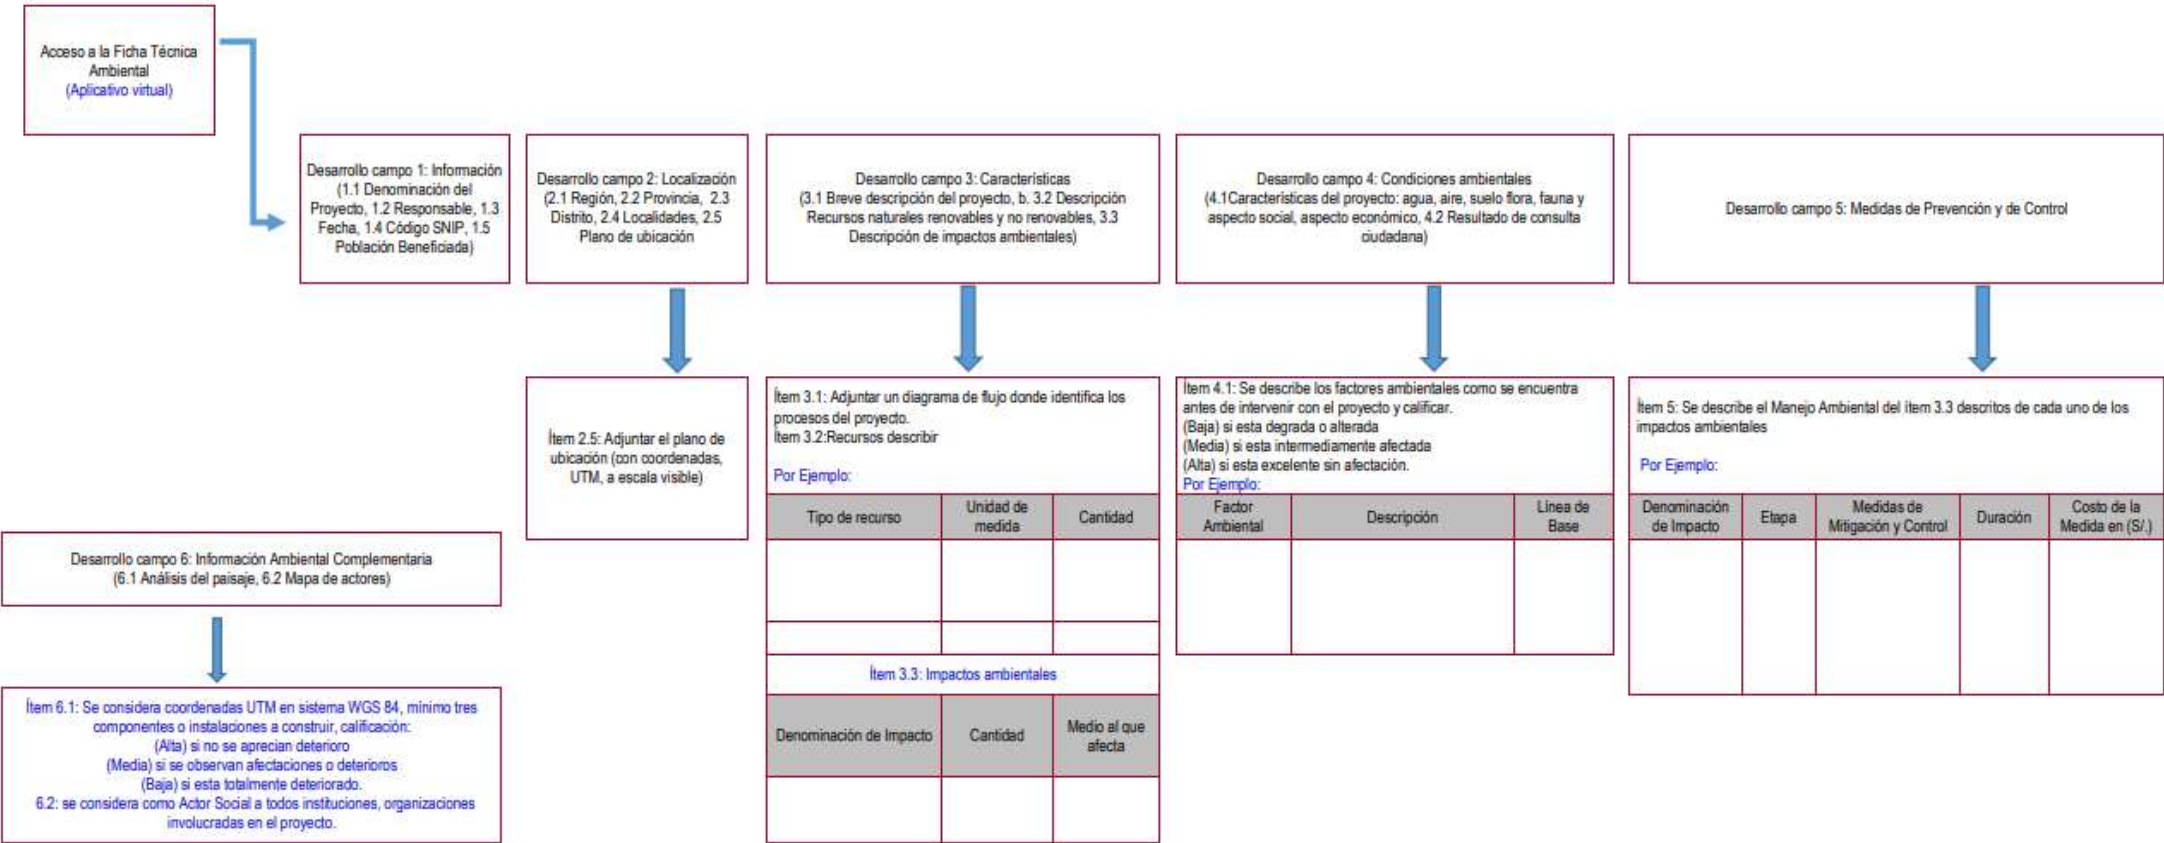 Acceso a la Ficha Técnica
Ambiental
(Aplicativo virtual)
Desarrollo campo 1: Información
(1.1 Denominación del
Proyecto, 1.2 Responsable, 1.3
Fecha, 1.4 Código SNIP, 1.5
Población Beneficiada)
Desarrollo campo 2: Localización
(2.1 Región, 2.2 Provincia, 2.3
Distrito, 2.4 Localidades, 2.5
Plano de ubicación
Desarrollo campo 3: Características
(3.1 Breve descripción del proyecto, b. 3.2 Descripción
Recursos naturales renovables y no renovables, 3.3
Descripción de impactos ambientales)
Desarrollo campo 4: Condiciones ambientales
(4.1Características del proyecto: agua, aire, suelo flora, fauna y
aspecto social, aspecto económico, 4.2 Resultado de consulta
ciudadana)
Desarrollo campo 5: Medidas de Prevención y de Control
Ítem 2.5: Adjuntar el plano de
ubicación (con coordenadas,
UTM, a escala visible)
Ítem 3.1: Adjuntar un diagrama de flujo donde identifica los
procesos del proyecto.
Ítem 3.2:Recursos describir
Por Ejemplo:
Tipo de recurso
Unidad de
medida
Cantidad
Ítem 3.3: Impactos ambientales
Denominación de Impacto
Cantidad
Medio al que
afecta
Ítem 4.1: Se describe los factores ambientales como se encuentra
antes de intervenir con el proyecto y calificar.
(Baja) si esta degrada o alterada
(Media) si esta intermediamente afectada
(Alta) si esta excelente sin afectación.
Por Ejemplo:
Factor
Ambiental
Descripción
Línea de
Base
Ítem 5: Se describe el Manejo Ambiental del ítem 3.3 descritos de cada uno de los
impactos ambientales
Por Ejemplo:
Denominación
de Impacto
Etapa
Medidas de
Mitigación y Control
Duración
Costo de la
Medida en (S/.)
Desarrollo campo 6: Información Ambiental Complementaria
(6.1 Análisis del paisaje, 6.2 Mapa de actores)
Ítem 6.1: Se considera coordenadas UTM en sistema WGS 84, mínimo tres
componentes o instalaciones a construir, calificación:
(Alta) si no se aprecian deterioro
(Media) si se observan afectaciones o deterioros
(Baja) si esta totalmente deteriorado.
6.2: se considera como Actor Social a todos instituciones, organizaciones
involucradas en el proyecto.